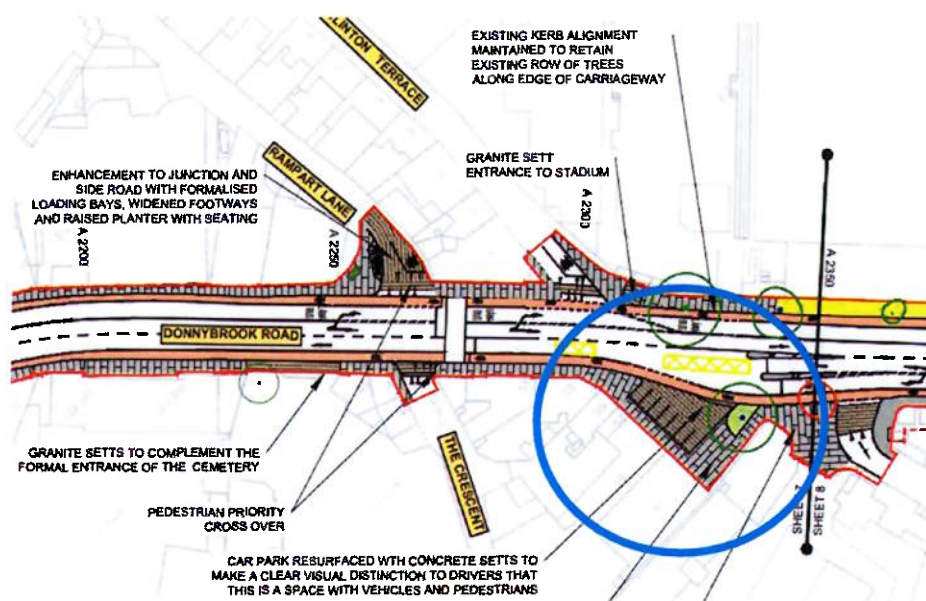 LINTON TERRACE
EXISTING KERB ALIGNMENT
MAINTAINED TO RETAIN
EXISTING ROW OF TREES
ALONG EDGE OF CARRIAGEWAY
GRANITE SETT
ENTRANCE TO STADIUM
RAMPART LANE
ENHANCEMENT TO JUNCTION AND
SIDE ROAD WITH FORMALISED
LOADING BAYS, WIDENED FOOTWAYS
AND RAISED PLANTER WITH SEATING
A 2200
A 2250
A 2300
A 2350
DONNYBROOK ROAD
GRANITE SETTS TO COMPLEMENT THE
FORMAL ENTRANCE OF THE CEMETERY
THE CRESCENT
PEDESTRIAN PRIORITY
CROSS OVER
SHEET 7
SHEET 8
CAR PARK RESURFACED WTH CONCRETE SETTS TO
MAKE A CLEAR VISUAL DISTINCTION TO DRIVERS THAT
THIS IS A SPACE WITH VEHICLES AND PEDESTRIANS